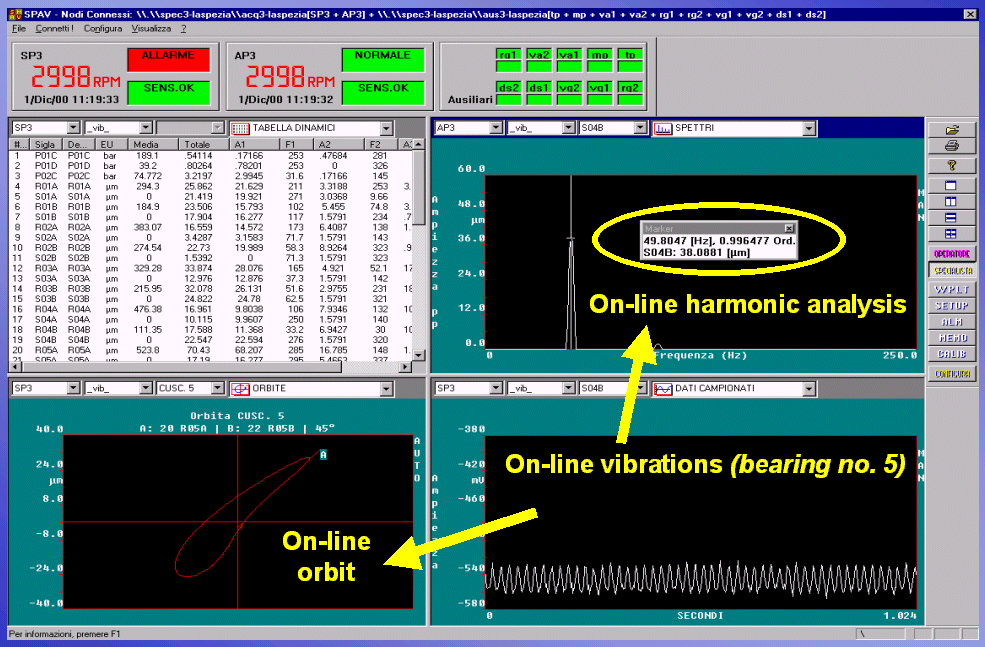 SPAV - Nodi Connessi: \\.\\spec3-laspezia\\acq3-laspezia[SP3 + AP3] + \\.\\spec3-laspezia\\aus3-laspezia[tp + mp + va1 + va2 + rg1 + rg2 + vg1 + vg2 + ds1 + ds2]
File Connetti ! Configura Visualizza ?
SP3 ALLARME
2998 RPM
SENS.OK
1/Dic/00 11:19:33
AP3 NORMALE
2998 RPM
SENS.OK
1/Dic/00 11:19:32
rg1 va2 va1 mp tp
Ausiliari ds2 ds1 vg2 vg1 rg2
SP3 _vib_ TABELLA DINAMICI
#... Sigla De... EU Media Totale A1 F1 A2 F2
1 P01C P01C bar 189.1 .54114 .17166 253 .47684 281
2 P01D P01D bar 39.2 .80264 .78201 253 0 326
3 P02C P02C bar 74.772 3.2197 2.9945 31.6 .17166 145
4 R01A R01A µm 294.3 25.862 21.629 211 3.3188 253 3.
5 S01A S01A µm 0 21.419 19.921 271 3.0368 9.66
6 R01B R01B µm 184.9 23.506 15.793 102 5.455 74.8 3.
7 S01B S01B µm 0 17.904 16.277 117 1.5791 234 .7
8 R02A R02A µm 383.07 16.559 14.572 173 6.4087 138 1.
9 S02A S02A µm 0 3.4287 3.1583 71.7 1.5791 143
10 R02B R02B µm 274.54 22.73 19.989 58.3 8.9264 323 .9
11 S02B S02B µm 0 1.5392 0 71.3 1.5791 323
12 R03A R03A µm 329.28 33.874 28.076 165 4.921 52.1 17
13 S03A S03A µm 0 12.976 12.876 37.3 1.5791 142
14 R03B R03B µm 215.95 32.078 26.131 51.6 2.9755 231 18
15 S03B S03B µm 0 24.822 24.78 62.5 1.5791 321
16 R04A R04A µm 476.38 16.961 9.8038 106 7.9346 132 10
17 S04A S04A µm 0 10.115 9.9607 250 1.5791 140
18 R04B R04B µm 111.35 17.588 11.368 33.2 6.9427 30 10
19 S04B S04B µm 0 22.547 22.594 276 1.5791 320
20 R05A R05A µm 523.8 70.43 68.207 285 16.785 148 1.
21 S05A S05A µm 0 17.19 16.277 295 5.4663 337
AP3 _vib_ S04B SPETTRI
60.0
48.0
µm
36.0
24.0
12.0
0.0
Ampiezza pp
MAN
Marker
49.8047 [Hz], 0.996477 Ord.
S04B: 38.0881 [µm]
On-line harmonic analysis
0 Frequenza (Hz) 250.0
OPERATORE
SPECIALISTA
WPLT
SETUP
ALM
MEMO
CALIB
CONFIGURA
SP3 _vib_ CUSC. 5 ORBITE
Orbita CUSC. 5
A: 20 R05A | B: 22 R05B | 45°
40.0
24.0
µm
8.0
-8.0
-24.0
-40.0
A
AUTO
On-line
orbit
SP3 _vib_ S04B DATI CAMPIONATI
-380
-420
mV
-460
-540
-580
Ampiezza
MAN
On-line vibrations (bearing no. 5)
0 SECONDI 1.024
Per informazioni, premere F1